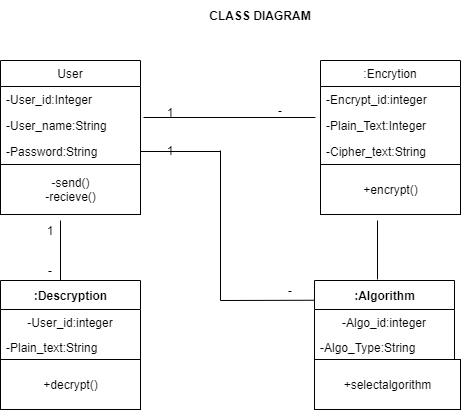 CLASS DIAGRAM
User
-User_id:Integer
-User_name:String
-Password:String
-send()
-recieve()
:Encrytion
-Encrypt_id:integer
-Plain_Text:Integer
-Cipher_text:String
+encrypt()
1
-
1
-
1
-
:Descryption
-User_id:integer
-Plain_text:String
+decrypt()
:Algorithm
-Algo_id:integer
-Algo_Type:String
+selectalgorithm